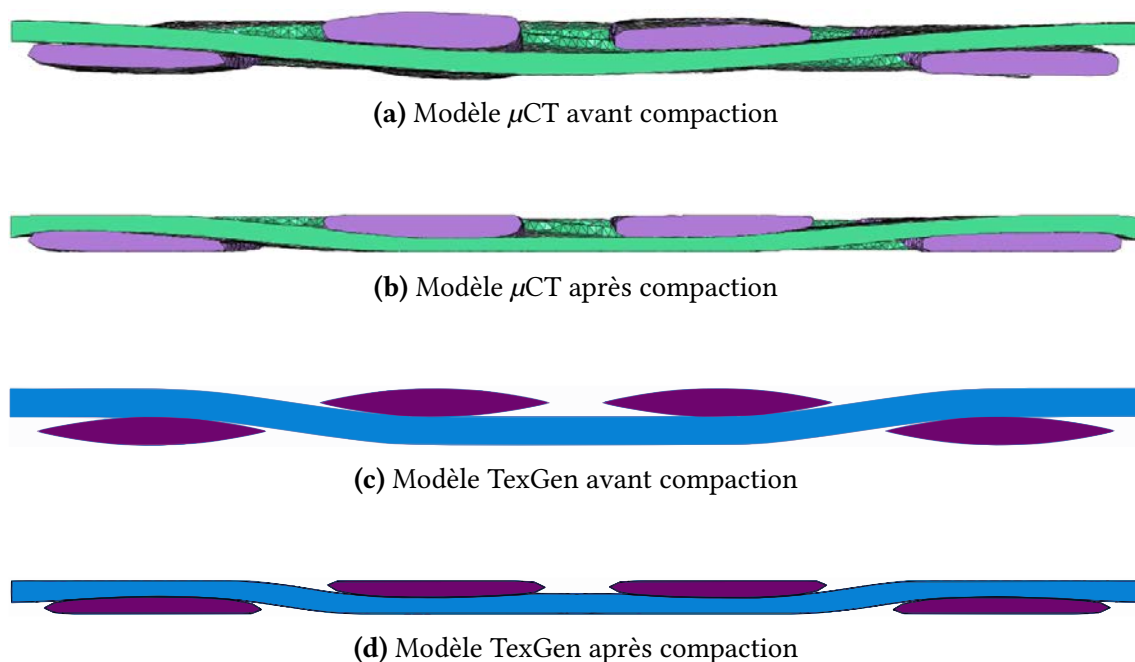 (a) Modèle μCT avant compaction
(b) Modèle μCT après compaction
(c) Modèle TexGen avant compaction
(d) Modèle TexGen après compaction